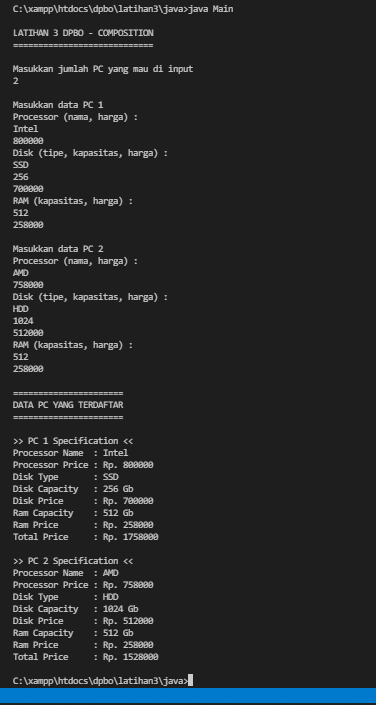 C:\xampp\htdocs\dpbo\latihan3\java>java Main
LATIHAN 3 DPBO - COMPOSITION
============================
Masukkan jumlah PC yang mau di input
2
Masukkan data PC 1
Processor (nama, harga) :
Intel
800000
Disk (tipe, kapasitas, harga) :
SSD
256
700000
RAM (kapasitas, harga) :
512
258000
Masukkan data PC 2
Processor (nama, harga) :
AMD
758000
Disk (tipe, kapasitas, harga) :
HDD
1024
512000
RAM (kapasitas, harga) :
512
258000
======================
DATA PC YANG TERDAFTAR
======================
>> PC 1 Specification <<
Processor Name  : Intel
Processor Price : Rp. 800000
Disk Type       : SSD
Disk Capacity   : 256 Gb
Disk Price      : Rp. 700000
Ram Capacity    : 512 Gb
Ram Price       : Rp. 258000
Total Price     : Rp. 1758000
>> PC 2 Specification <<
Processor Name  : AMD
Processor Price : Rp. 758000
Disk Type       : HDD
Disk Capacity   : 1024 Gb
Disk Price      : Rp. 512000
Ram Capacity    : 512 Gb
Ram Price       : Rp. 258000
Total Price     : Rp. 1528000
C:\xampp\htdocs\dpbo\latihan3\java>